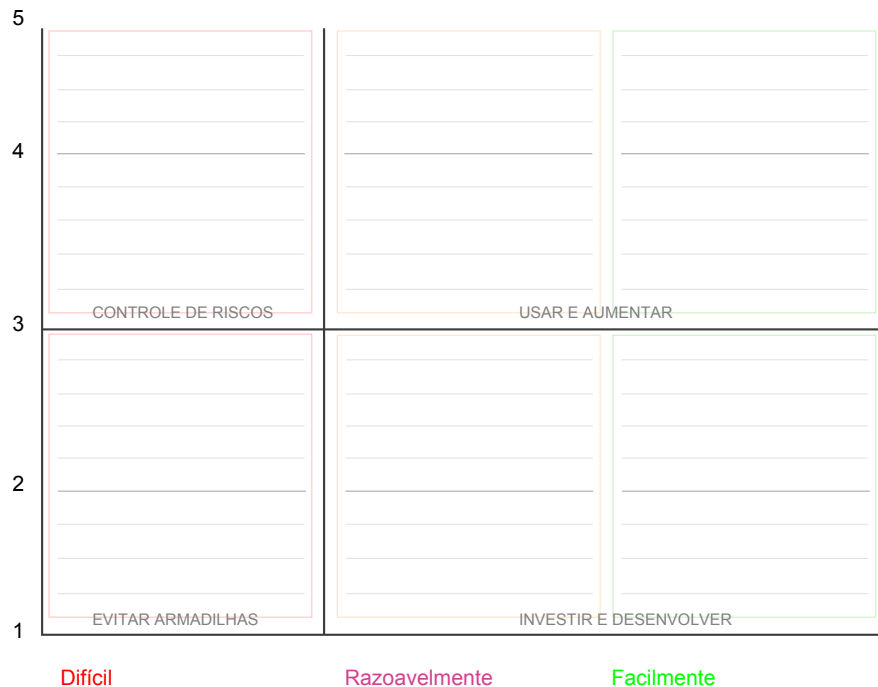 5
4
CONTROLE DE RISCOS USAR E AUMENTAR
3
2
EVITAR ARMADILHAS INVESTIR E DESENVOLVER
1
Difícil Razoavelmente Facilmente